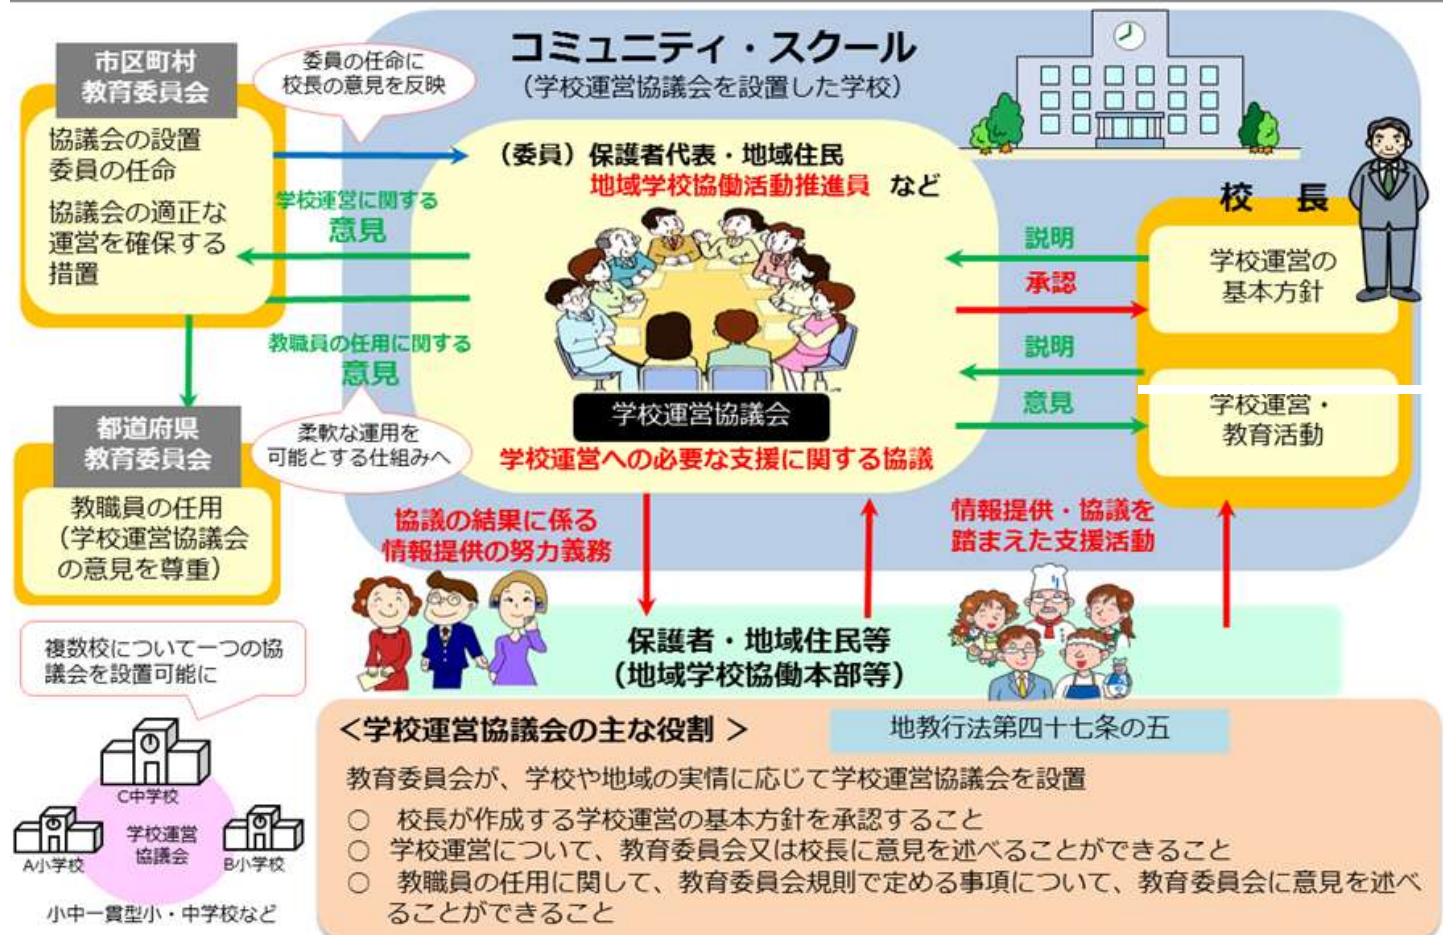 コミュニティ・スクール
（学校運営協議会を設置した学校）
市区町村
教育委員会
協議会の設置
委員の任命
協議会の適正な
運営を確保する
措置
委員の任命に
校長の意見を反映
学校運営に関する
意見
教職員の任用に関する
意見
柔軟な運用を
可能とする仕組みへ
都道府県
教育委員会
教職員の任用
（学校運営協議会
の意見を尊重）
（委員）保護者代表・地域住民
地域学校協働活動推進員 など
学校運営協議会
学校運営への必要な支援に関する協議
説明
承認
説明
意見
校 長
学校運営の
基本方針
学校運営・
教育活動
協議の結果に係る
情報提供の努力義務
情報提供・協議を
踏まえた支援活動
保護者・地域住民等
（地域学校協働本部等）
複数校について一つの協
議会を設置可能に
C中学校
学校運営
協議会
A小学校
B小学校
小中一貫型小・中学校など
＜学校運営協議会の主な役割 ＞
地教行法第四十七条の五
教育委員会が、学校や地域の実情に応じて学校運営協議会を設置
○ 校長が作成する学校運営の基本方針を承認すること
○ 学校運営について、教育委員会又は校長に意見を述べることができること
○ 教職員の任用に関して、教育委員会規則で定める事項について、教育委員会に意見を述べ
ることができること